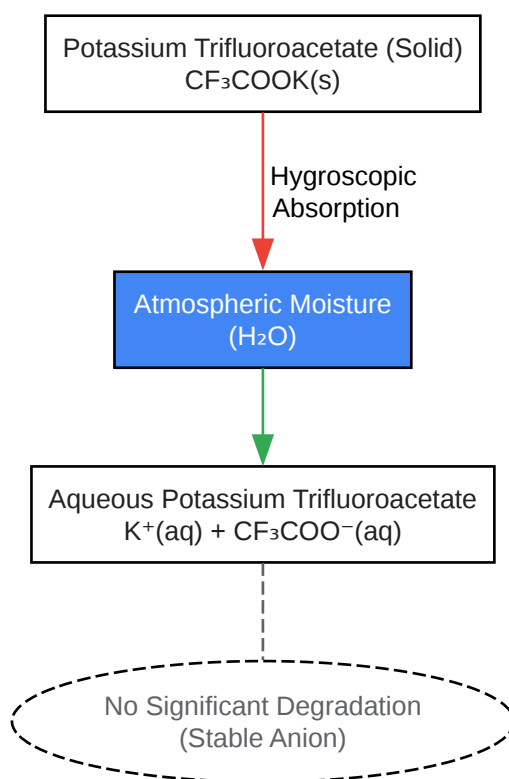 Potassium Trifluoroacetate (Solid)
CF₃COOK(s)
Hygroscopic
Absorption
Atmospheric Moisture
(H₂O)
Aqueous Potassium Trifluoroacetate
K⁺(aq) + CF₃COO⁻(aq)
No Significant Degradation
(Stable Anion)